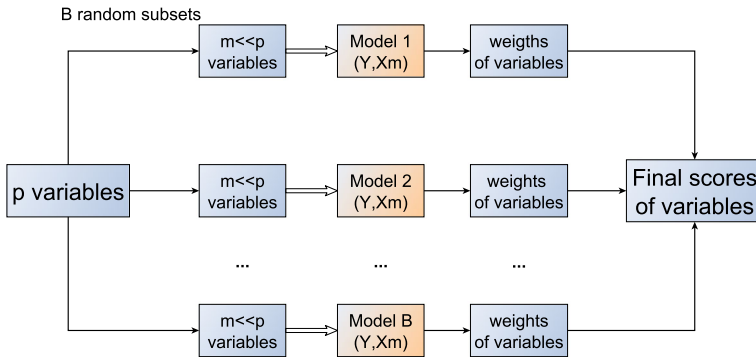 B random subsets
m<<p
variables
Model 1
(Y,Xm)
weigths
of variables
p variables
m<<p
variables
Model 2
(Y,Xm)
weights
of variables
Final scores
of variables
...
...
...
m<<p
variables
Model B
(Y,Xm)
weights
of variables